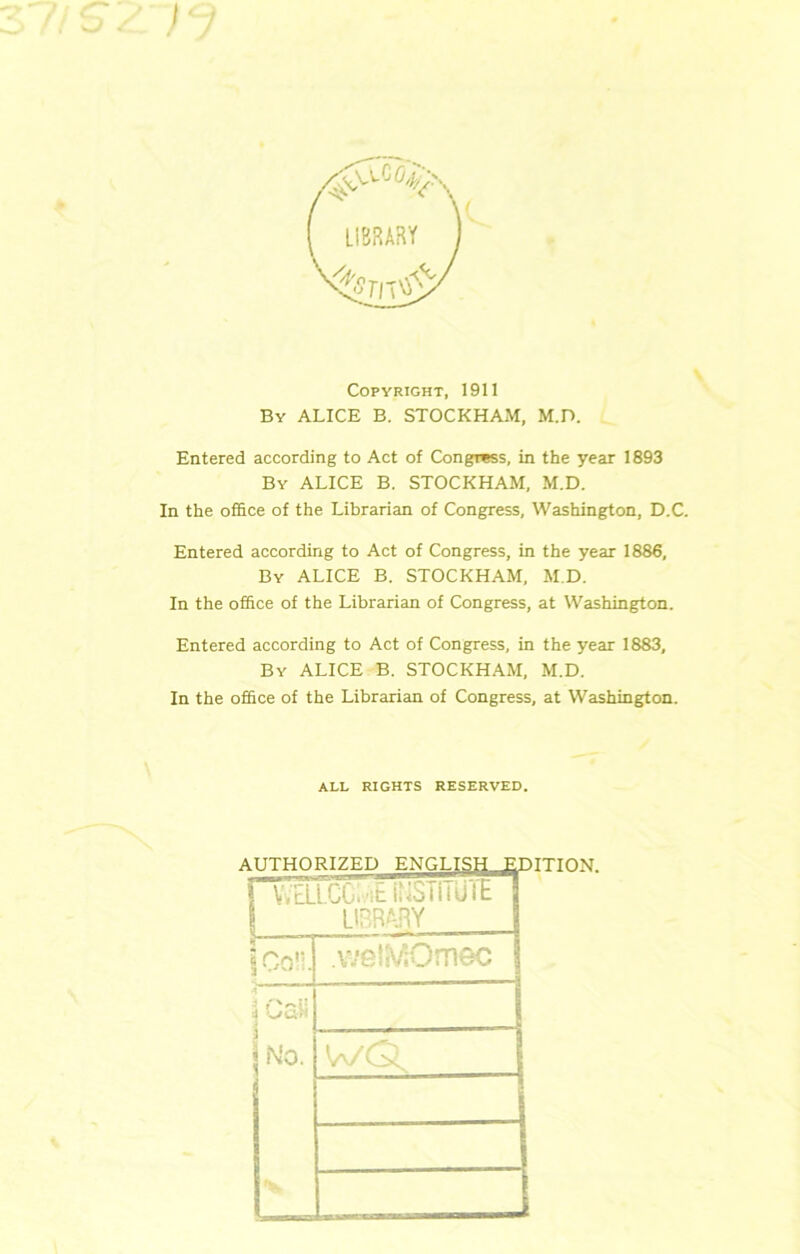 3715279
WELLCOME
LIBRARY
INSTITUTE
COPYRIGHT, 1911
BY ALICE B. STOCKHAM, M.D.
Entered according to Act of Congress, in the year 1893
BY ALICE B. STOCKHAM, M.D.
In the office of the Librarian of Congress, Washington, D.C.
Entered according to Act of Congress, in the year 1886,
BY ALICE B. STOCKHAM, M.D.
In the office of the Librarian of Congress, at Washington.
Entered according to Act of Congress, in the year 1883,
BY ALICE B. STOCKHAM, M.D.
In the office of the Librarian of Congress, at Washington.
ALL RIGHTS RESERVED.
AUTHORIZED ENGLISH EDITION.
WELLCOME INSTITUTE
LIBRARY
Coll. welMOmec
Call
No. WQ